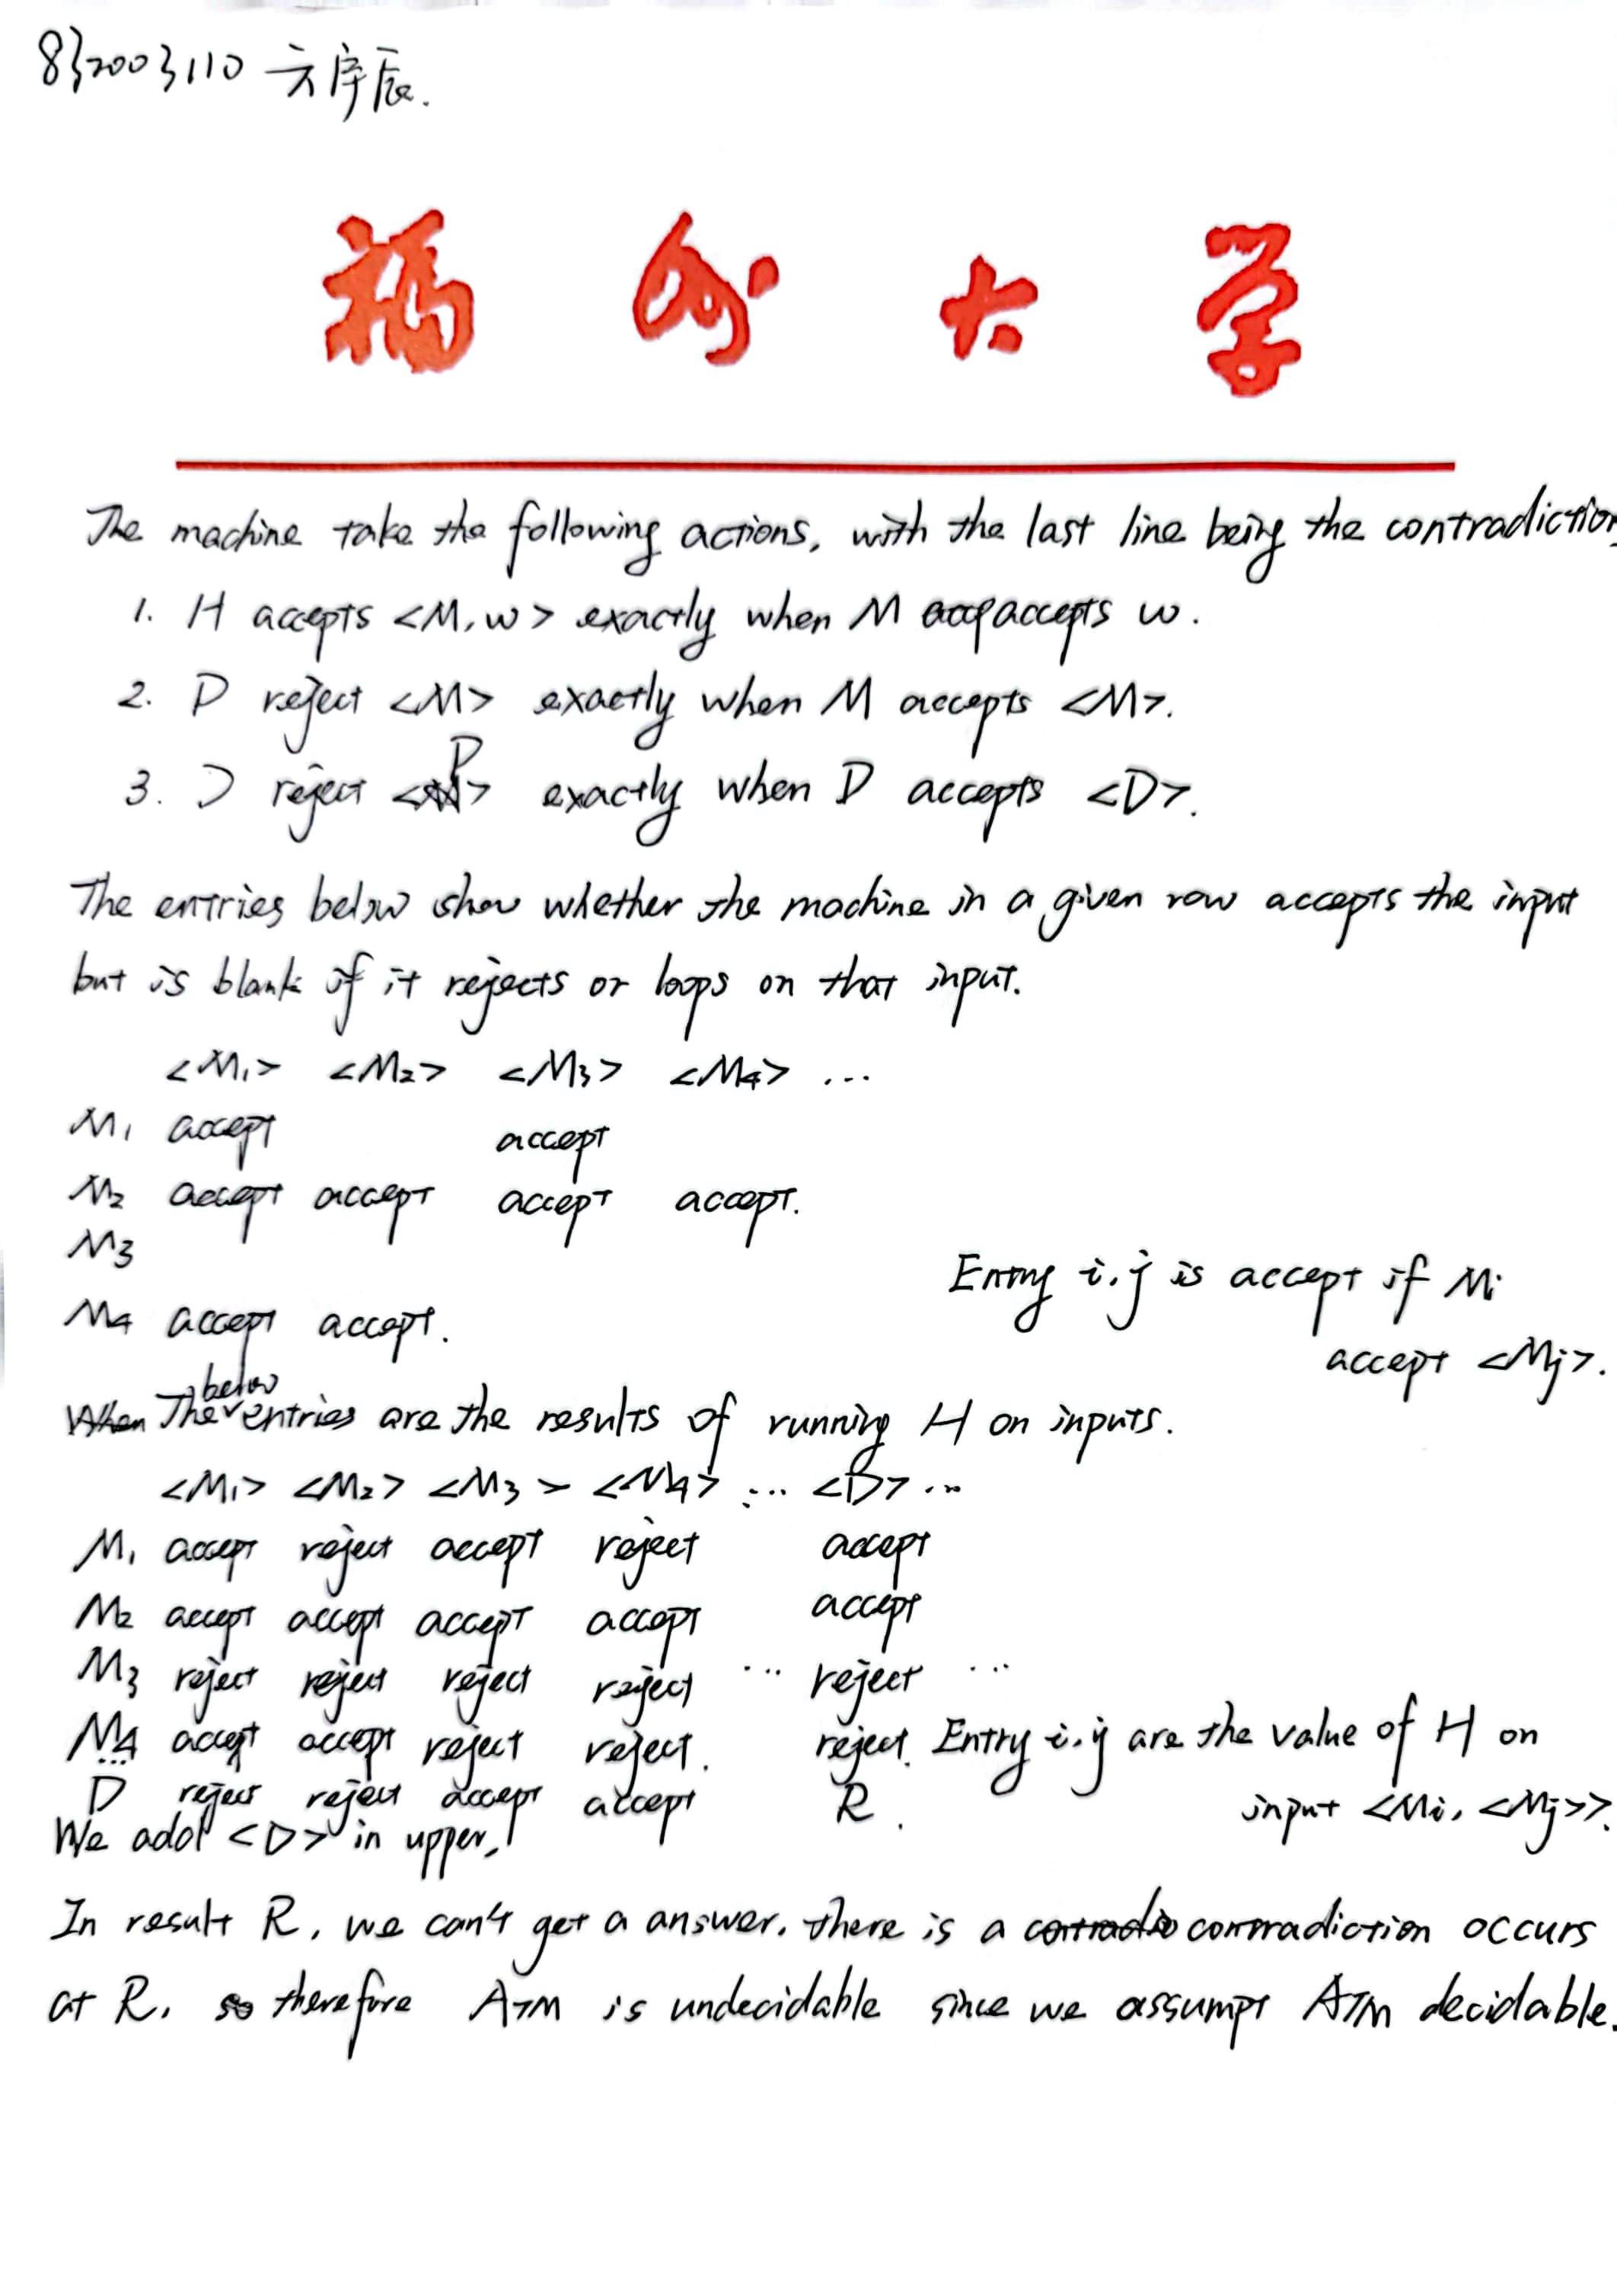 832003110
福州大学
The machine take the following actions, with the last line being the contradiction
1. H accepts <M,w> exactly when M accepts w.
2. D reject <M> exactly when M accepts <M>.
3. D reject <D> exactly when D accepts <D>.
The entries below show whether the machine in a given row accepts the input
but is blank if it rejects or loops on that input.
<M1> <M2> <M3> <M4> ...
M1 accept accept
M2 accept accept accept accept.
M3
Entry i,j is accept if Mi
M4 accept accept.
accept <Mj>.
The below entries are the results of running H on inputs.
<M1> <M2> <M3> <M4> ... <D> ...
M1 accept reject accept reject accept
M2 accept accept accept accept accept
M3 reject reject reject reject ... reject ...
M4 accept accept reject reject. reject. Entry i,j are the value of H on
...
D reject reject accept accept R. input <Mi, <Mj>>.
We add <D> in upper,
In result R, we can't get a answer, there is a contradiction occurs
at R, therefore ATM is undecidable since we assumpt ATM decidable.